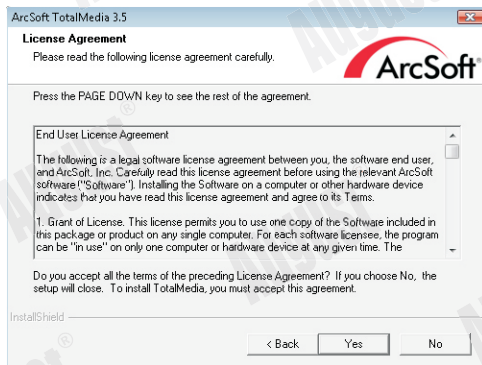 ArcSoft TotalMedia 3.5
License Agreement
Please read the following license agreement carefully.
ArcSoft®
Press the PAGE DOWN key to see the rest of the agreement.
End User License Agreement
The following is a legal software license agreement between you, the software end user,
and ArcSoft, Inc. Carefully read this license agreement before using the relevant ArcSoft
software ("Software"). Installing the Software on a computer or other hardware device
indicates that you have read this license agreement and agree to its Terms.
1. Grant of License. This license permits you to use one copy of the Software included in
this package or product on any single computer. For each software licensee, the program
can be "in use" on only one computer or hardware device at any given time. The
Do you accept all the terms of the preceding License Agreement? If you choose No, the
setup will close. To install TotalMedia, you must accept this agreement.
InstallShield
< Back Yes No
August®